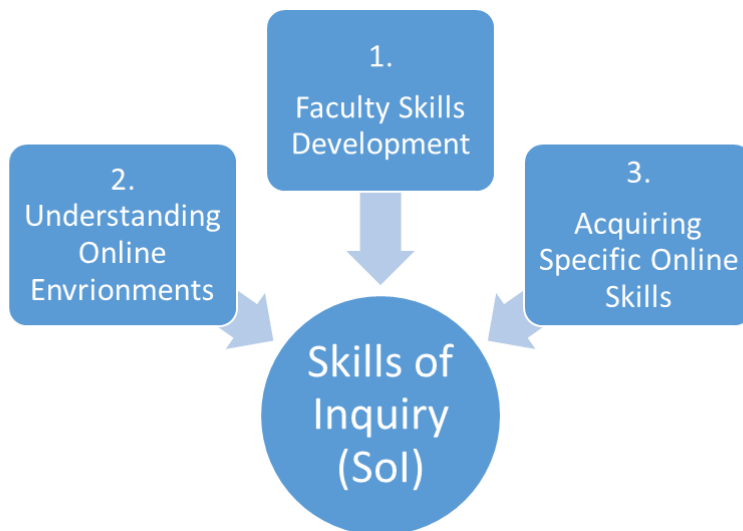 1.
Faculty Skills
Development
2.
Understanding
Online
Envrionments
3.
Acquiring
Specific Online
Skills
Skills of
Inquiry
(SoI)